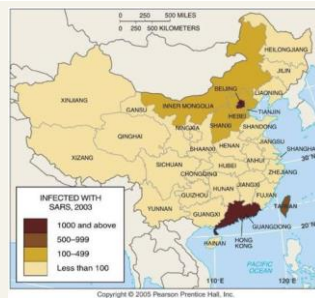 0 250 500 MILES
0 250 500 KILOMETERS
HEILONGJIANG
JILIN
LIAONING
BEIJING
TIANJIN
HEBEI
INNER MONGOLIA
XINJIANG
GANSU
NINGXIA
SHANXI
SHANDONG
QINGHAI
SHAANXI
HENAN
JIANGSU
SHANGHAI
XIZANG
SICHUAN
HUBEI
ANHUI
CHONGQING
ZHEJIANG
HUNAN
JIANGXI
GUIZHOU
FUJIAN
YUNNAN
GUANGXI
TAIWAN
GUANGDONG
HONG
KONG
HAINAN
PACIFIC
OCEAN
110°E
120°E
20°N
INFECTED WITH
SARS, 2003
1000 and above
500–999
100–499
Less than 100
Copyright © 2005 Pearson Prentice Hall, Inc.